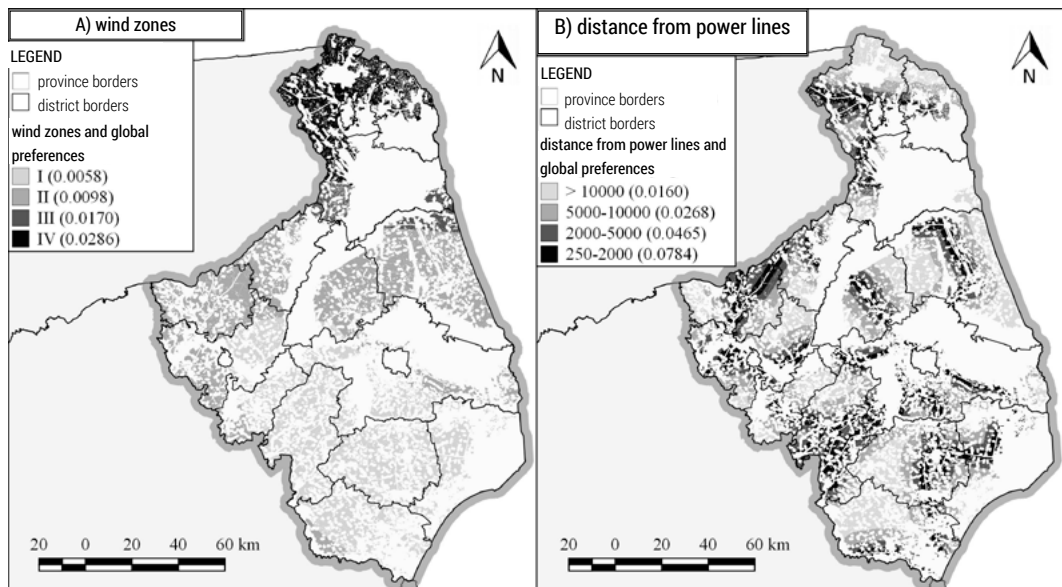 A) wind zones
LEGEND
province borders
district borders
wind zones and global
preferences
I (0.0058)
II (0.0098)
III (0.0170)
IV (0.0286)
N
20 0 20 40 60 km
B) distance from power lines
LEGEND
province borders
district borders
distance from power lines and
global preferences
> 10000 (0.0160)
5000-10000 (0.0268)
2000-5000 (0.0465)
250-2000 (0.0784)
N
20 0 20 40 60 km